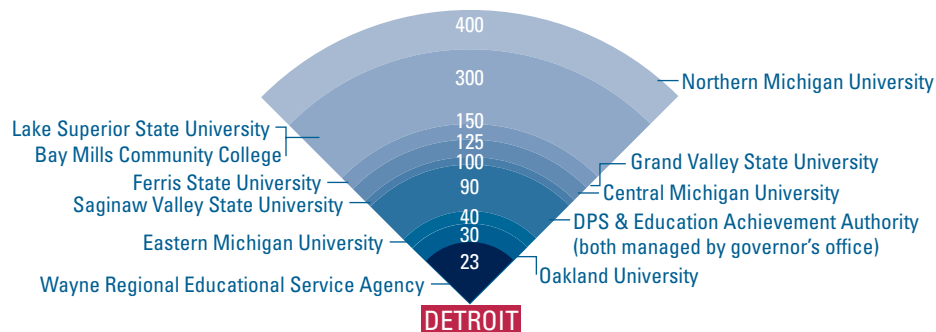 400
300
150
125
100
90
40
30
23
Northern Michigan University
Lake Superior State University
Bay Mills Community College
Grand Valley State University
Ferris State University
Central Michigan University
Saginaw Valley State University
DPS & Education Achievement Authority
(both managed by governor’s office)
Eastern Michigan University
Oakland University
Wayne Regional Educational Service Agency
DETROIT